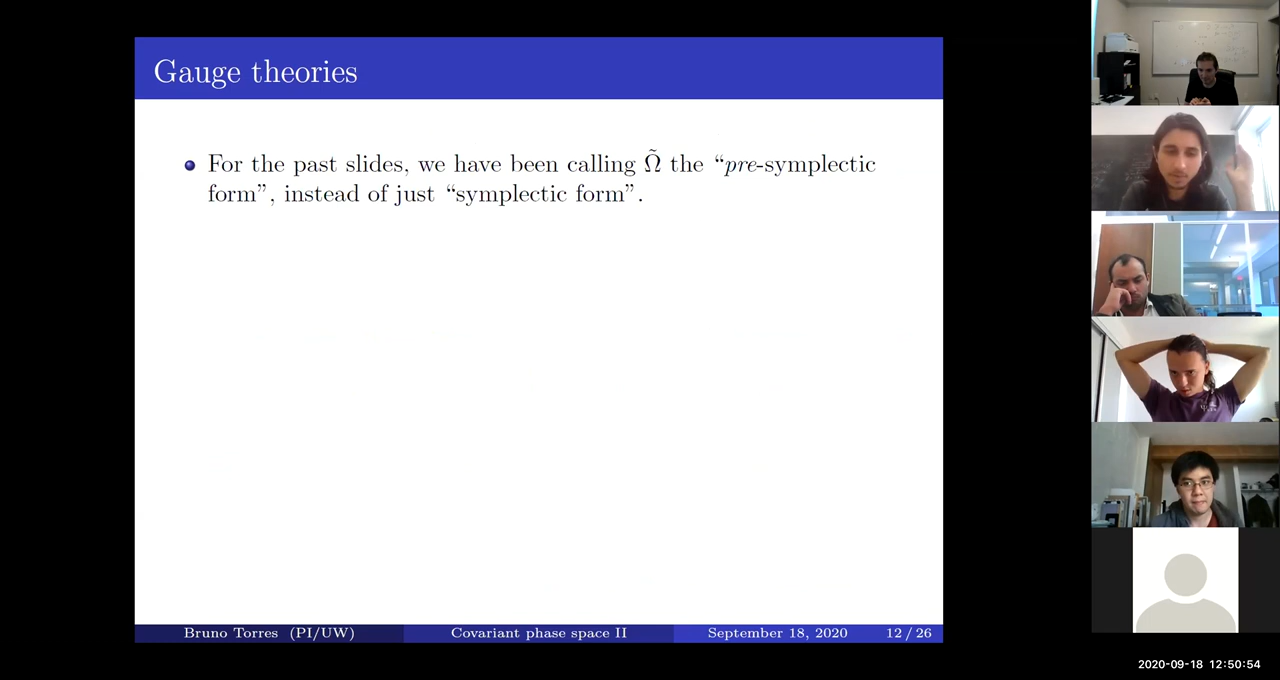 Gauge theories
For the past slides, we have been calling Ω̃ the “pre-symplectic
form”, instead of just “symplectic form”.
Bruno Torres (PI/UW) Covariant phase space II September 18, 2020 12 / 26
2020-09-18 12:50:54